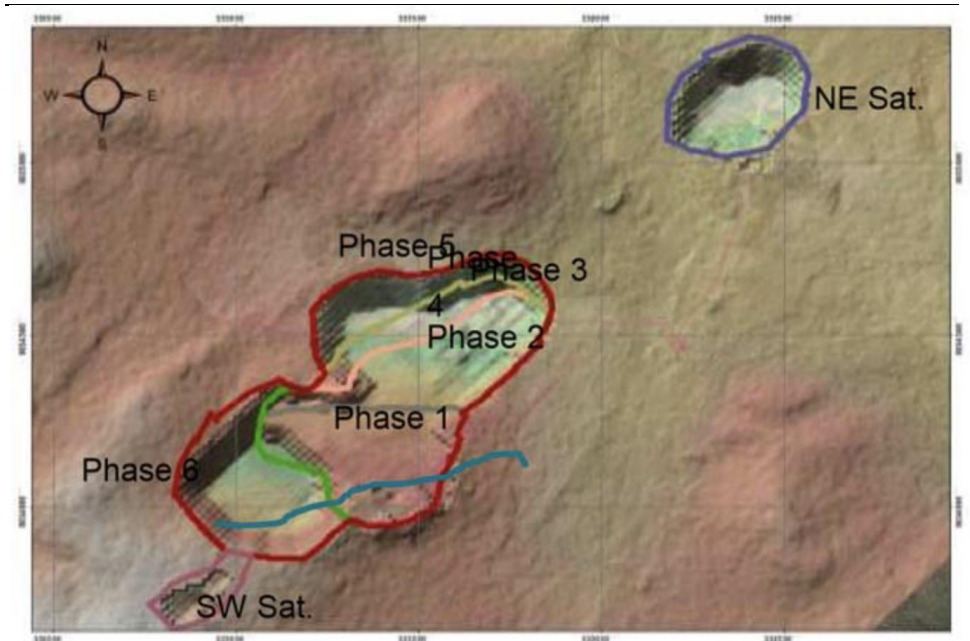 N
W E
S
NE Sat.
Phase 5
Phase
4
Phase 3
Phase 2
Phase 1
Phase 6
SW Sat.